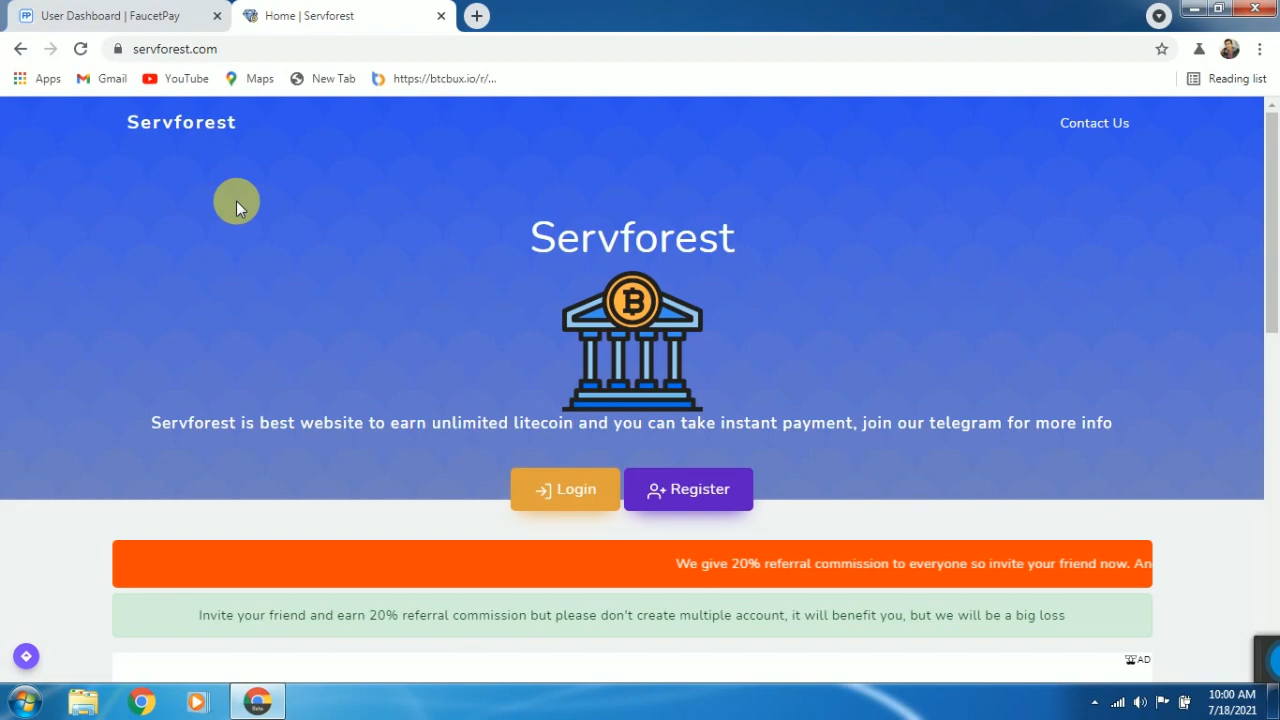 User Dashboard | FaucetPay
Home | Servforest
servforest.com
Apps
Gmail
YouTube
Maps
New Tab
https://btcbux.io/r/...
Reading list
Servforest
Contact Us
Servforest
Servforest is best website to earn unlimited litecoin and you can take instant payment, join our telegram for more info
Login
Register
We give 20% referral commission to everyone so invite your friend now. An
Invite your friend and earn 20% referral commission but please don't create multiple account, it will benefit you, but we will be a big loss
AD
10:00 AM
7/18/2021